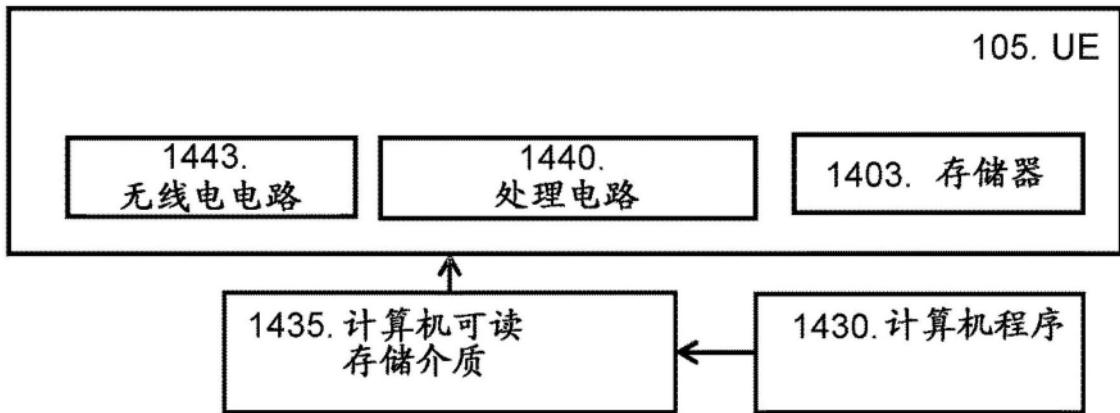 105. UE
1443.
无线电电路
1440.
处理电路
1403. 存储器
1435. 计算机可读
存储介质
1430. 计算机程序